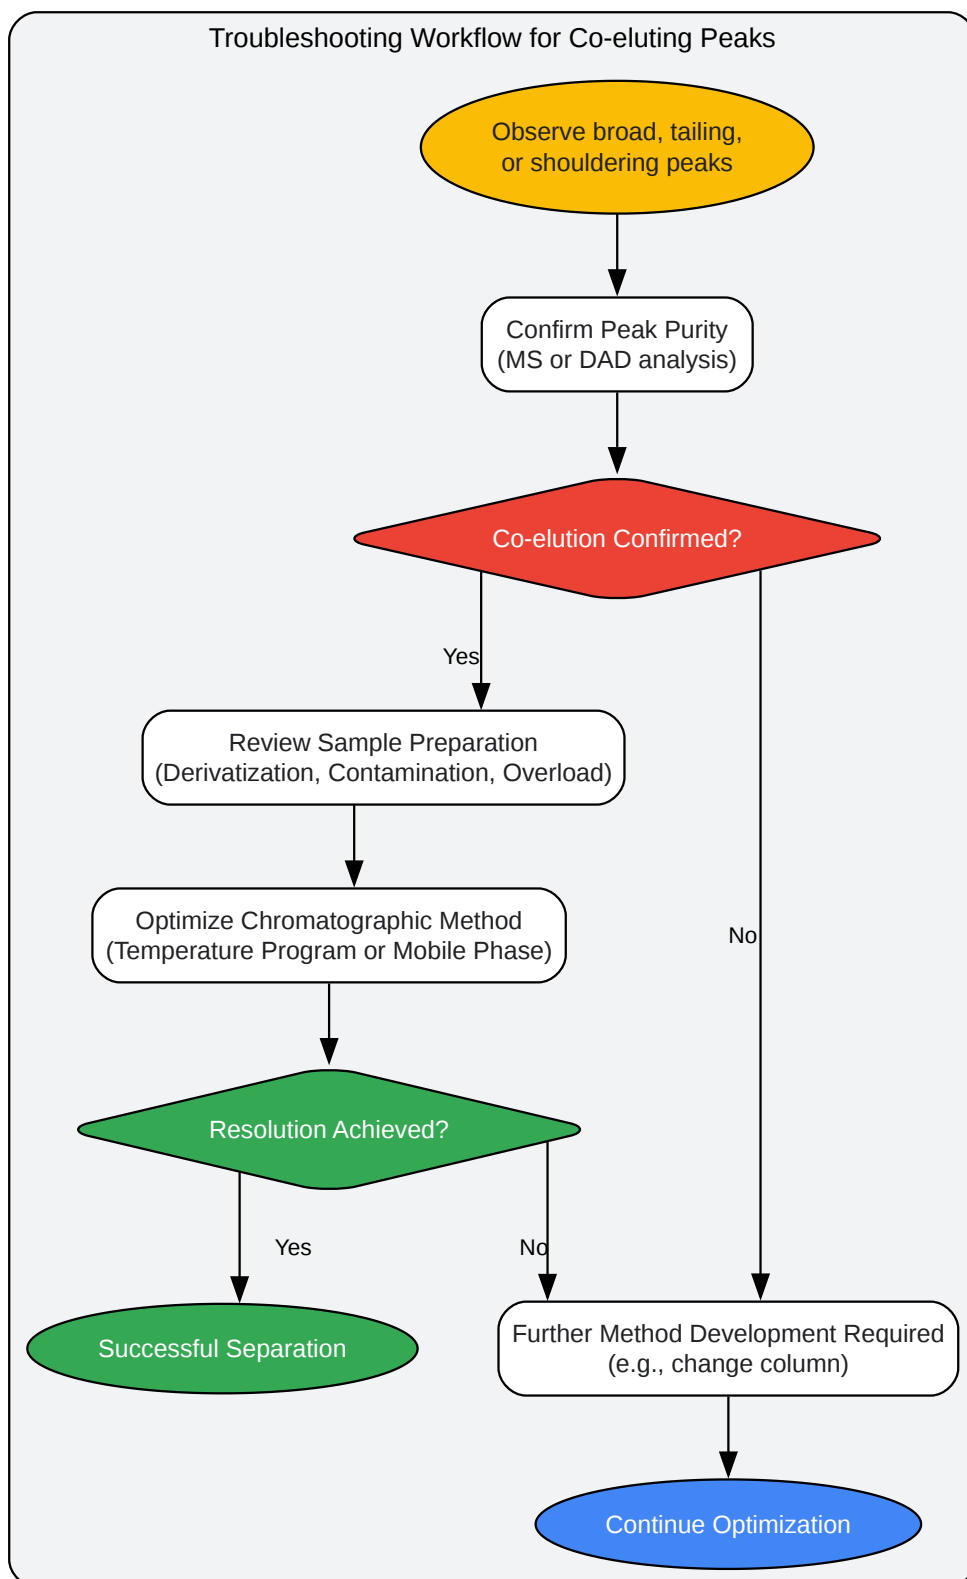 Troubleshooting Workflow for Co-eluting Peaks
Observe broad, tailing,
or shouldering peaks
Confirm Peak Purity
(MS or DAD analysis)
Co-elution Confirmed?
Yes
Review Sample Preparation
(Derivatization, Contamination, Overload)
Optimize Chromatographic Method
(Temperature Program or Mobile Phase)
No
Resolution Achieved?
Yes
No
Successful Separation
Further Method Development Required
(e.g., change column)
Continue Optimization